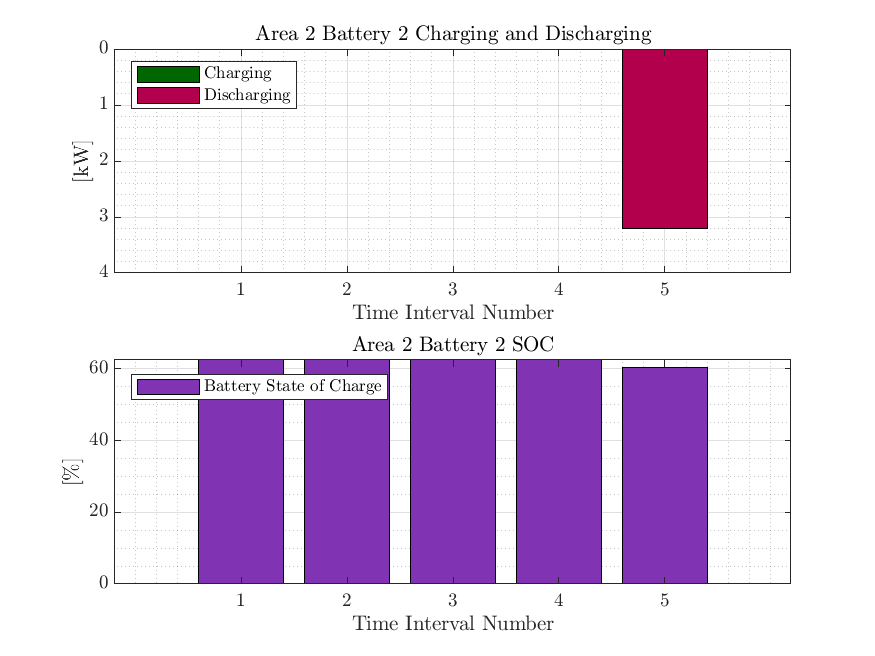 Area 2 Battery 2 Charging and Discharging
0
1
2
3
4
[kW]
Charging
Discharging
1 2 3 4 5
Time Interval Number
Area 2 Battery 2 SOC
60
40
20
0
[%]
Battery State of Charge
1 2 3 4 5
Time Interval Number